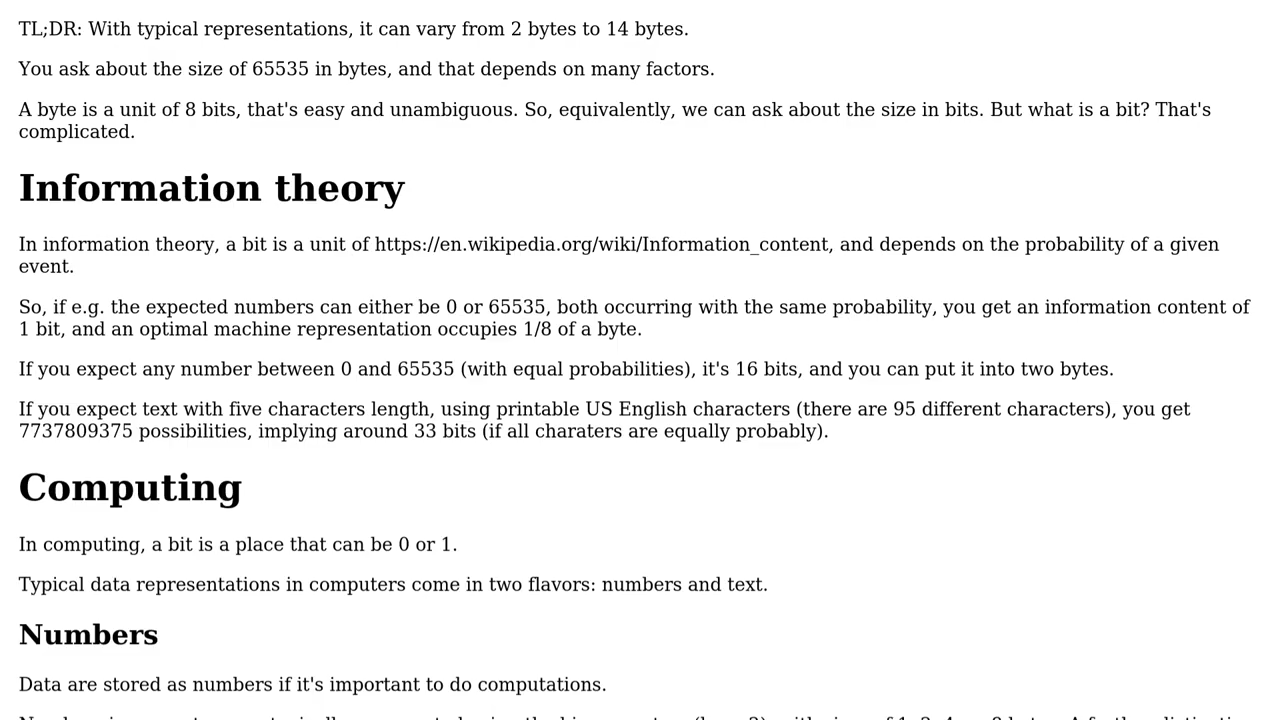 TL;DR: With typical representations, it can vary from 2 bytes to 14 bytes.
You ask about the size of 65535 in bytes, and that depends on many factors.
A byte is a unit of 8 bits, that's easy and unambiguous. So, equivalently, we can ask about the size in bits. But what is a bit? That's
complicated.
Information theory
In information theory, a bit is a unit of https://en.wikipedia.org/wiki/Information_content, and depends on the probability of a given
event.
So, if e.g. the expected numbers can either be 0 or 65535, both occurring with the same probability, you get an information content of
1 bit, and an optimal machine representation occupies 1/8 of a byte.
If you expect any number between 0 and 65535 (with equal probabilities), it's 16 bits, and you can put it into two bytes.
If you expect text with five characters length, using printable US English characters (there are 95 different characters), you get
7737809375 possibilities, implying around 33 bits (if all charaters are equally probably).
Computing
In computing, a bit is a place that can be 0 or 1.
Typical data representations in computers come in two flavors: numbers and text.
Numbers
Data are stored as numbers if it's important to do computations.